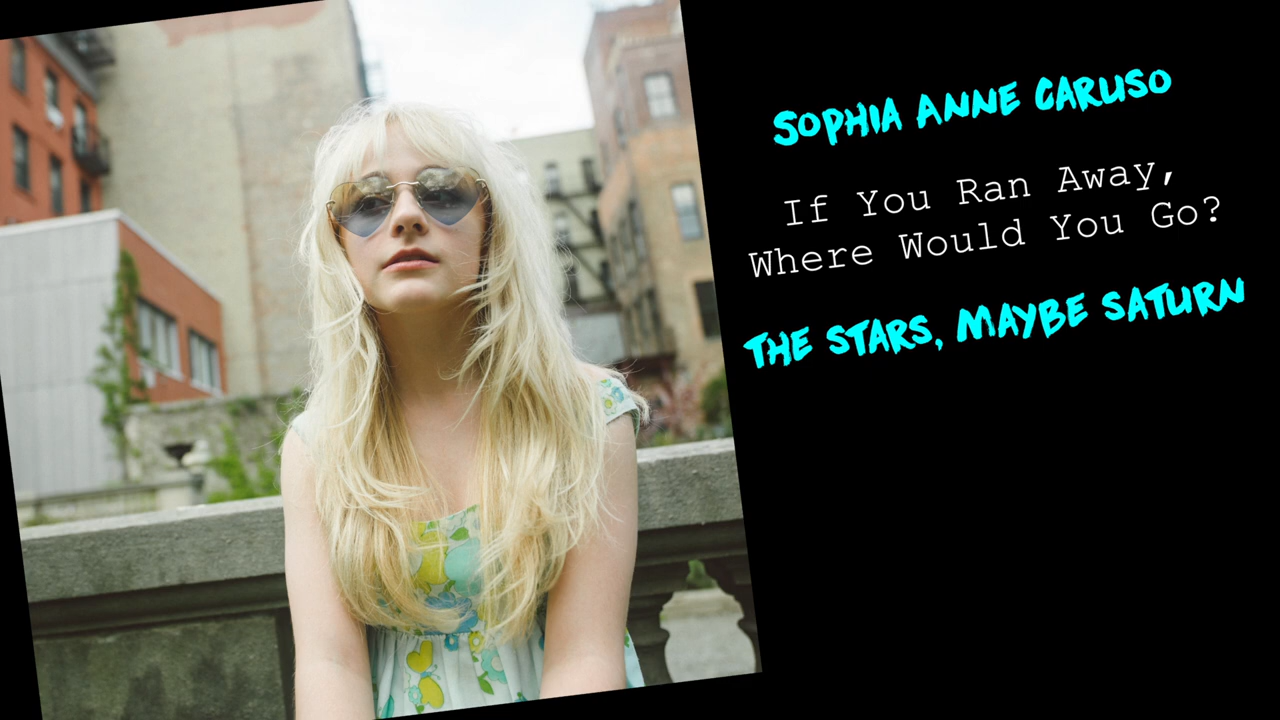 SOPHIA ANNE CARUSO
If You Ran Away,
Where Would You Go?
THE STARS, MAYBE SATURN